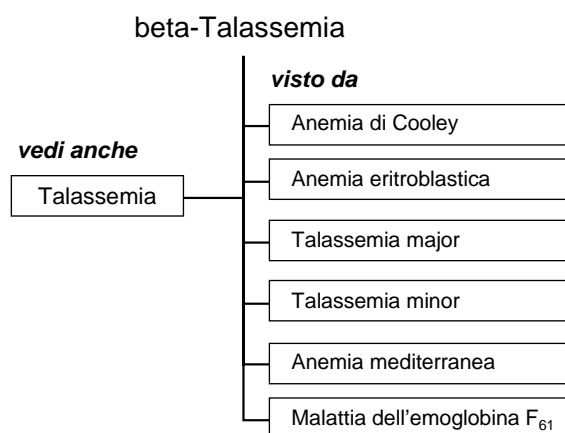 beta-Talassemia
visto da
Anemia di Cooley
vedi anche
Anemia eritroblastica
Talassemia
Talassemia major
Talassemia minor
Anemia mediterranea
Malattia dell'emoglobina F₆₁